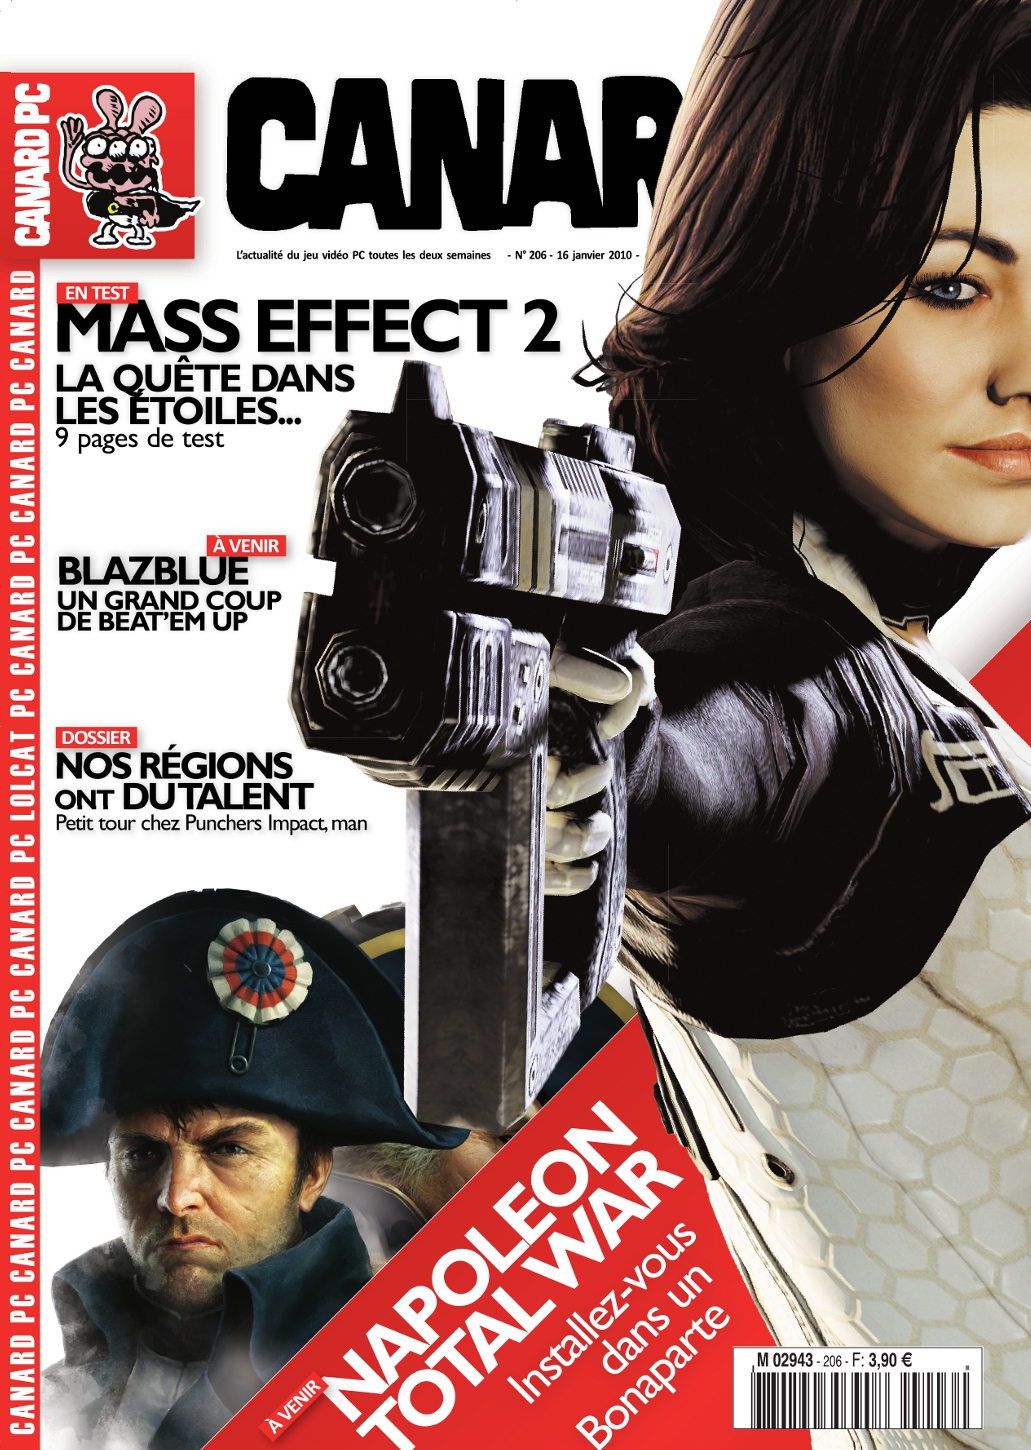 CANARD PC
CANAR
L'actualité du jeu vidéo PC toutes les deux semaines - N° 206 - 16 janvier 2010 -
EN TEST
MASS EFFECT 2
LA QUÊTE DANS
LES ÉTOILES...
9 pages de test
À VENIR
BLAZBLUE
UN GRAND COUP
DE BEAT'EM UP
DOSSIER
NOS RÉGIONS
ONT DU TALENT
Petit tour chez Punchers Impact, man
À VENIR
NAPOLEON
TOTAL WAR
Installez-vous
dans un
Bonaparte
M 02943 - 206 - F: 3,90 €
CANARD PC CANARD PC CANARD PC CANARD PC LOLCAT PC CANARD PC CANARD PC CANARD